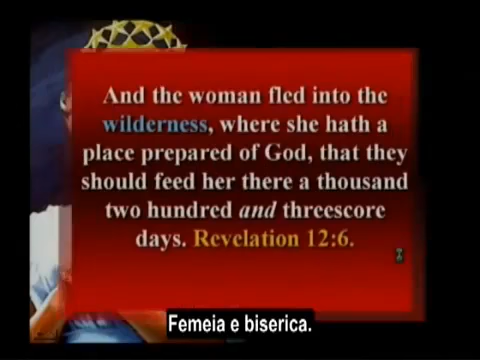 And the woman fled into the
wilderness, where she hath a
place prepared of God, that they
should feed her there a thousand
two hundred and threescore
days. Revelation 12:6.
Femeia e biserica.